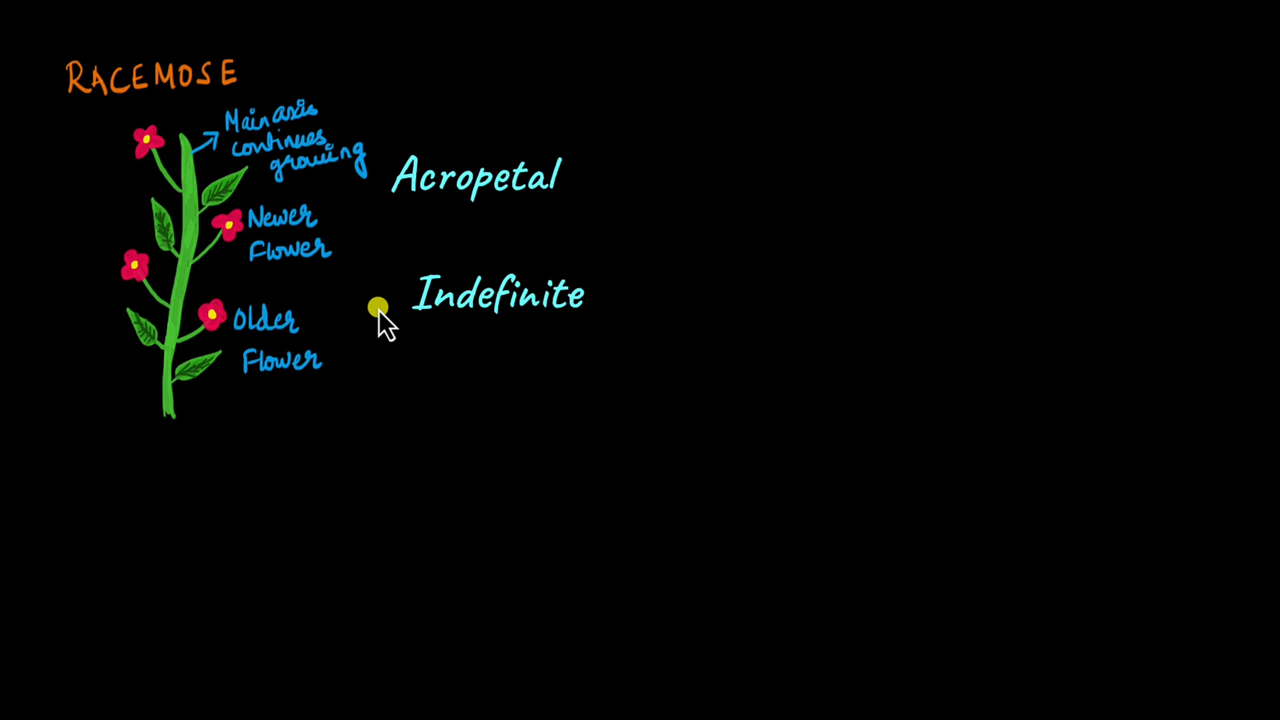 RACEMOSE
Main axis
continues
growing
Acropetal
Newer
Flower
Indefinite
Older
Flower